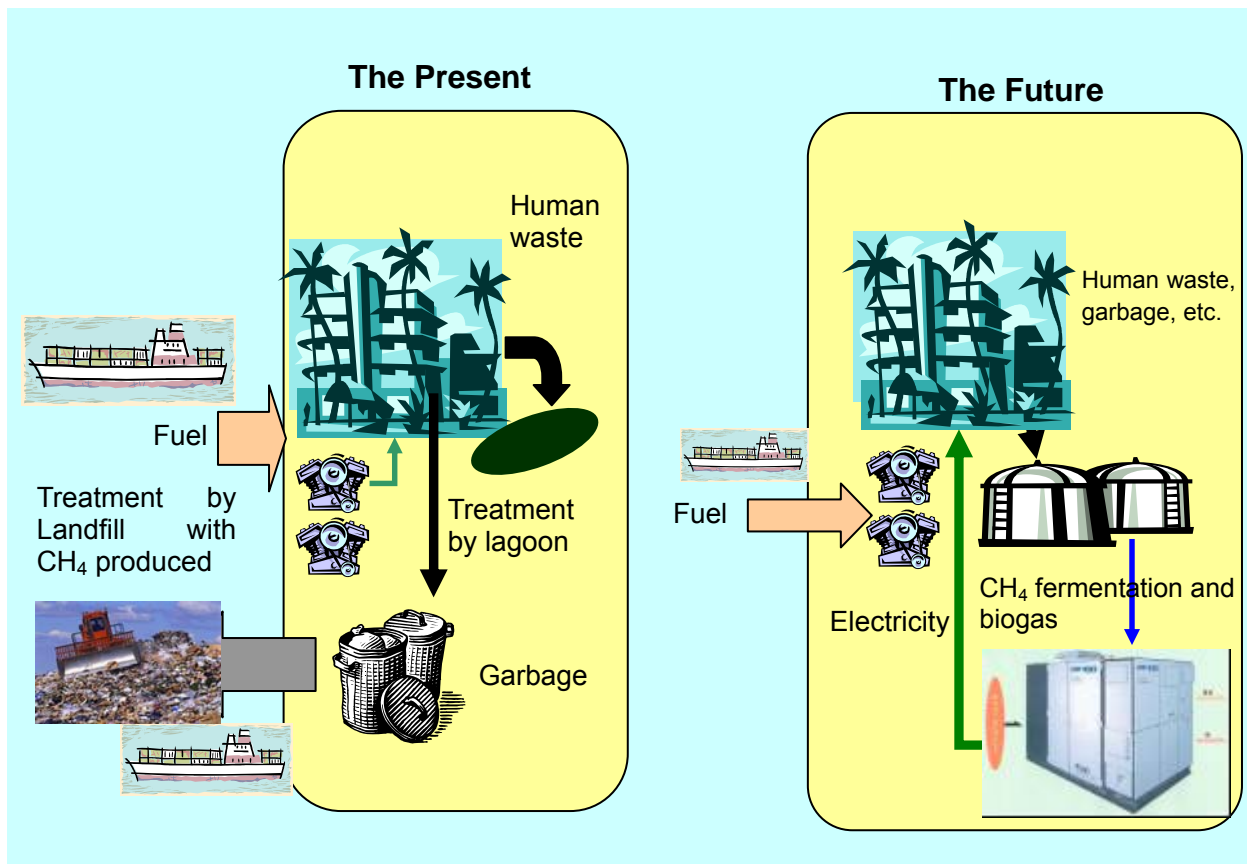 The Present
Human
waste
Fuel
Treatment by
Landfill with
CH₄ produced
Treatment
by lagoon
Garbage
The Future
Human waste,
garbage, etc.
Fuel
CH₄ fermentation and
biogas
Electricity